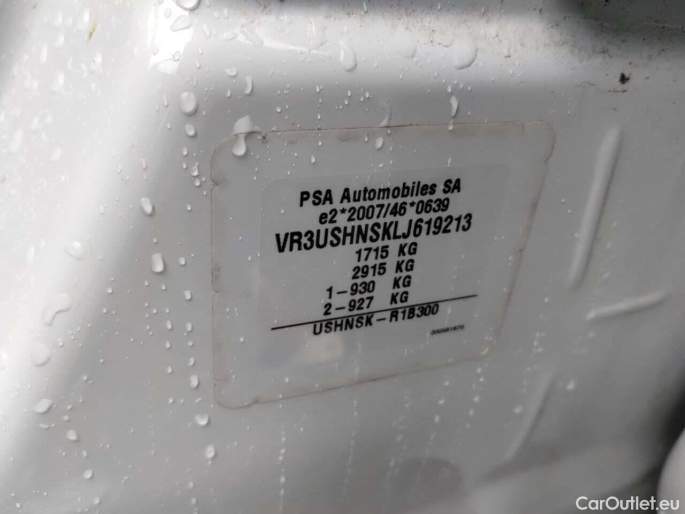 PSA Automobiles SA
e2*2007/46*0639
VR3USHNSKLJ619213
1715 KG
2915 KG
1-930 KG
2-927 KG
USHNSK-R1B300
CarOutlet.eu